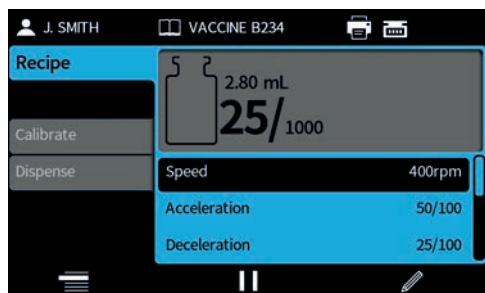 J. SMITH
VACCINE B234
Recipe
Calibrate
Dispense
2.80 mL
25/1000
Speed 400rpm
Acceleration 50/100
Deceleration 25/100